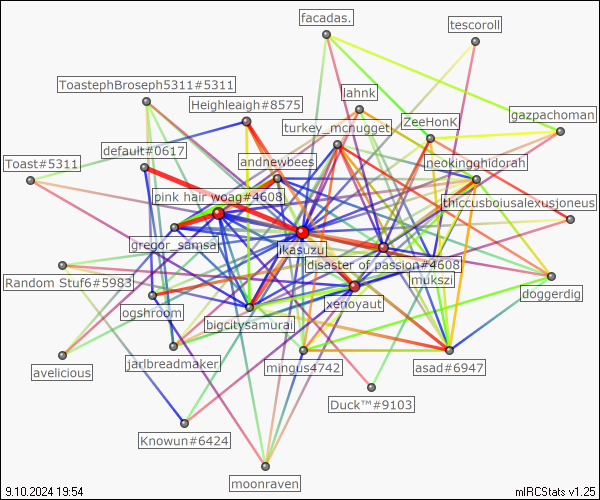 facadas.
tescoroll
ToastephBroseph5311#5311
lahnk
Heighleaigh#8575
gazpachoman
turkey_mcnugget
ZeeHonK
default#0617
andnewbees
neokingghidorah
Toast#5311
pink hair woag#4608
thiccusboiusalexusjoneus
gregor_samsa
ikasuzu
disaster of passion#4608
Random Stuf6#5983
mukszi
doggerdig
ogshroom
xenoyaut
bigcitysamurai
avelicious
jarlbreadmaker
mingus4742
asad#6947
Duck™#9103
Knowun#6424
moonraven
9.10.2024 19:54
mIRCStats v1.25